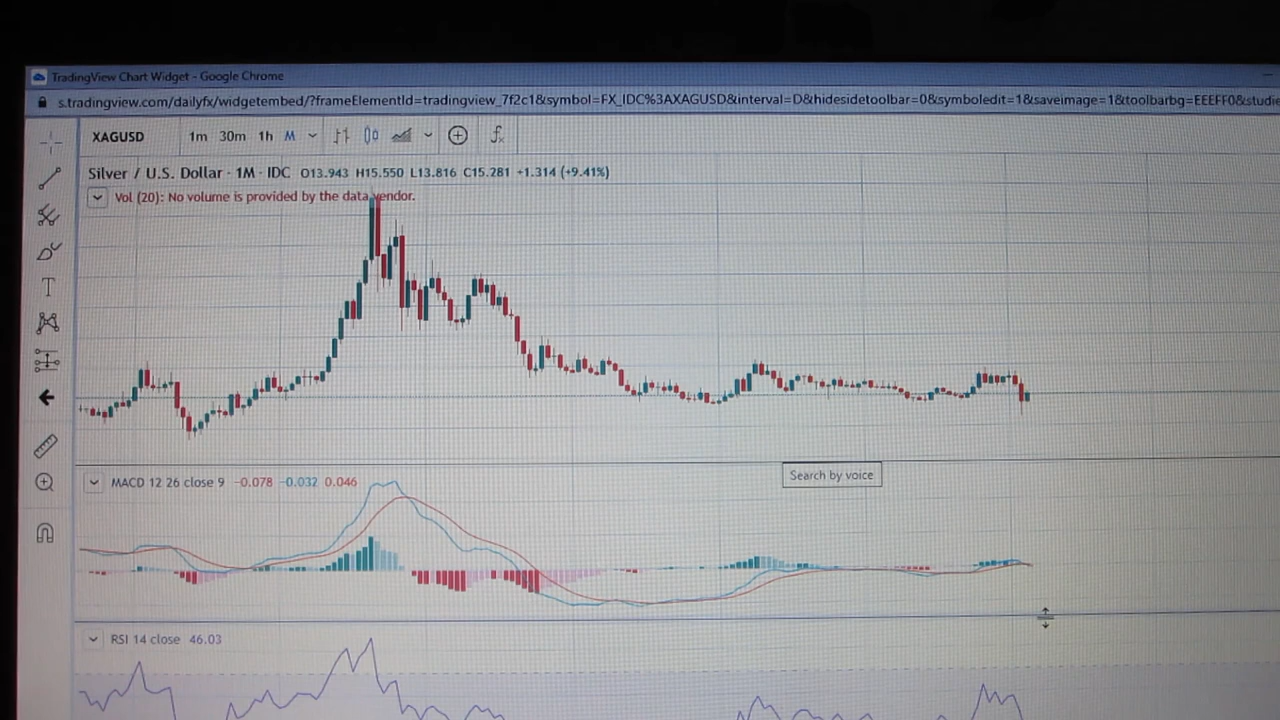 TradingView Chart Widget - Google Chrome
s.tradingview.com/dailyfx/widgetembed/?frameElementId=tradingview_7f2c1&symbol=FX_IDC%3AXAGUSD&interval=D&hidesidetoolbar=0&symboledit=1&saveimage=1&toolbarbg=EEEFF0&studie
XAGUSD 1m 30m 1h M
Silver / U.S. Dollar · 1M · IDC O13.943 H15.550 L13.816 C15.281 +1.314 (+9.41%)
Vol (20): No volume is provided by the data vendor.
Search by voice
MACD 12 26 close 9 −0.078 −0.032 0.046
RSI 14 close 46.03